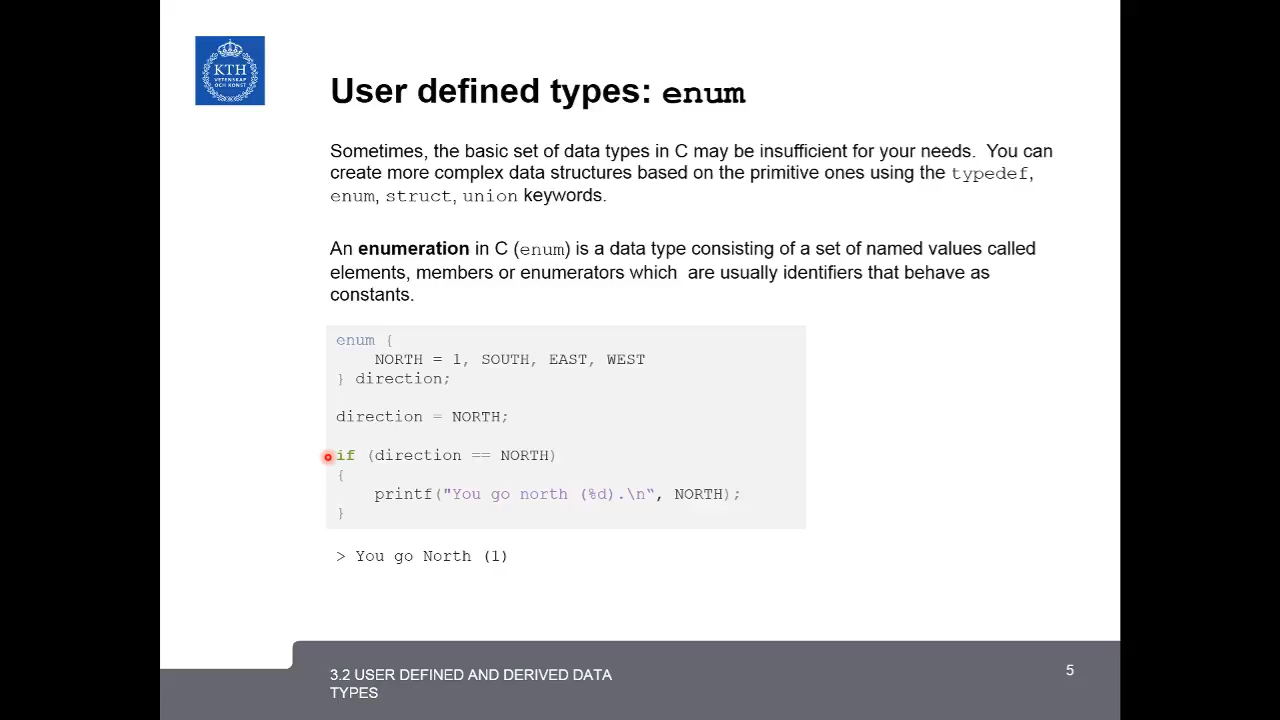 KTH
VETENSKAP
OCH KONST
User defined types: enum
Sometimes, the basic set of data types in C may be insufficient for your needs. You can
create more complex data structures based on the primitive ones using the typedef,
enum, struct, union keywords.
An enumeration in C (enum) is a data type consisting of a set of named values called
elements, members or enumerators which are usually identifiers that behave as
constants.
enum {
    NORTH = 1, SOUTH, EAST, WEST
} direction;
direction = NORTH;
if (direction == NORTH)
{
    printf("You go north (%d).\n", NORTH);
}
> You go North (1)
3.2 USER DEFINED AND DERIVED DATA
TYPES
5